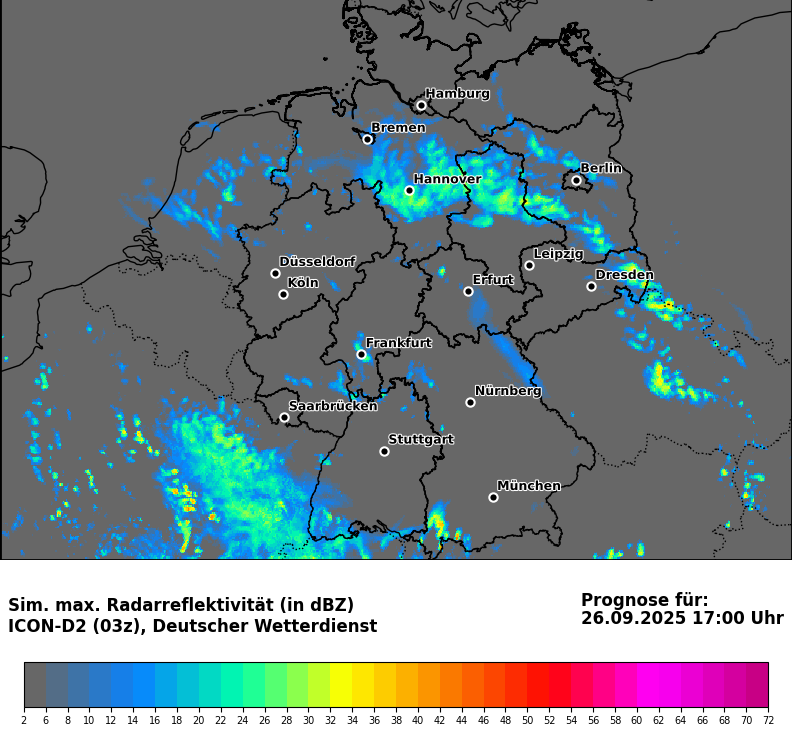 Hamburg
Bremen
Berlin
Hannover
Leipzig
Düsseldorf
Dresden
Köln
Erfurt
Frankfurt
Nürnberg
Saarbrücken
Stuttgart
München
Sim. max. Radarreflektivität (in dBZ)
ICON-D2 (03z), Deutscher Wetterdienst
Prognose für:
26.09.2025 17:00 Uhr
2 6 8 10 12 14 16 18 20 22 24 26 28 30 32 34 36 38 40 42 44 46 48 50 52 54 56 58 60 62 64 66 68 70 72